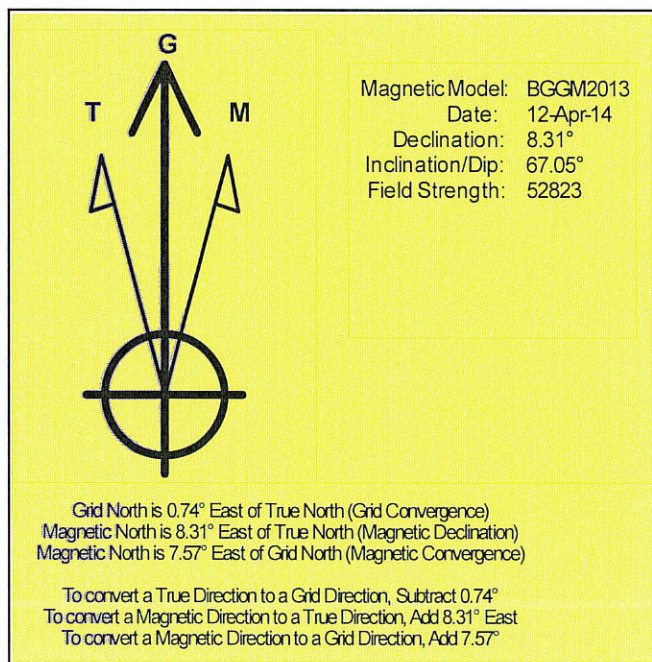 G
T
M
Magnetic Model: BGGM2013
Date: 12-Apr-14
Declination: 8.31°
Inclination/Dip: 67.05°
Field Strength: 52823
Grid North is 0.74° East of True North (Grid Convergence)
Magnetic North is 8.31° East of True North (Magnetic Declination)
Magnetic North is 7.57° East of Grid North (Magnetic Convergence)
To convert a True Direction to a Grid Direction, Subtract 0.74°
To convert a Magnetic Direction to a True Direction, Add 8.31° East
To convert a Magnetic Direction to a Grid Direction, Add 7.57°